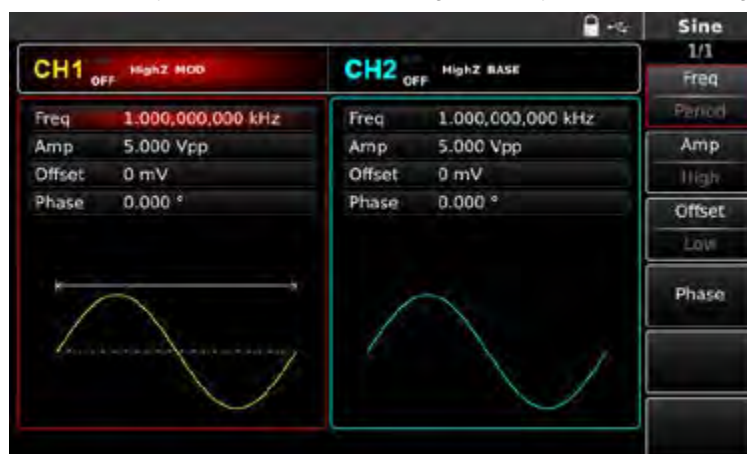 Sine
1/1
CH1 OFF HighZ MOD
CH2 OFF HighZ BASE
Freq 1.000,000,000 kHz
Amp 5.000 Vpp
Offset 0 mV
Phase 0.000 °
Freq 1.000,000,000 kHz
Amp 5.000 Vpp
Offset 0 mV
Phase 0.000 °
Freq
Period
Amp
High
Offset
Low
Phase